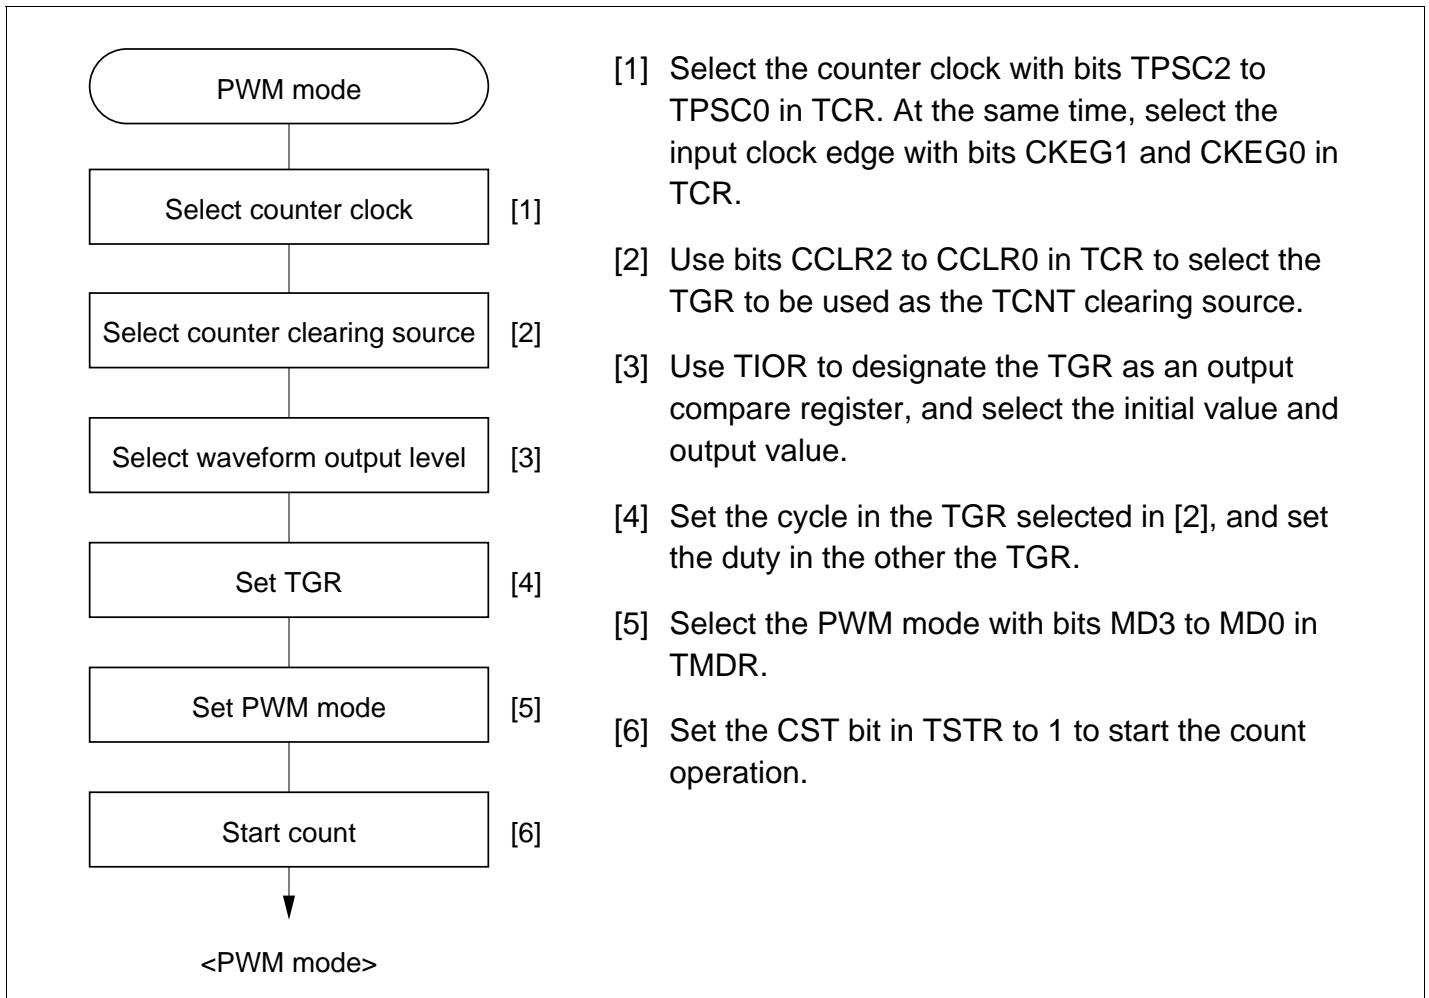 PWM mode
Select counter clock [1]
Select counter clearing source [2]
Select waveform output level [3]
Set TGR [4]
Set PWM mode [5]
Start count [6]
<PWM mode>
[1] Select the counter clock with bits TPSC2 to
TPSC0 in TCR. At the same time, select the
input clock edge with bits CKEG1 and CKEG0 in
TCR.
[2] Use bits CCLR2 to CCLR0 in TCR to select the
TGR to be used as the TCNT clearing source.
[3] Use TIOR to designate the TGR as an output
compare register, and select the initial value and
output value.
[4] Set the cycle in the TGR selected in [2], and set
the duty in the other the TGR.
[5] Select the PWM mode with bits MD3 to MD0 in
TMDR.
[6] Set the CST bit in TSTR to 1 to start the count
operation.